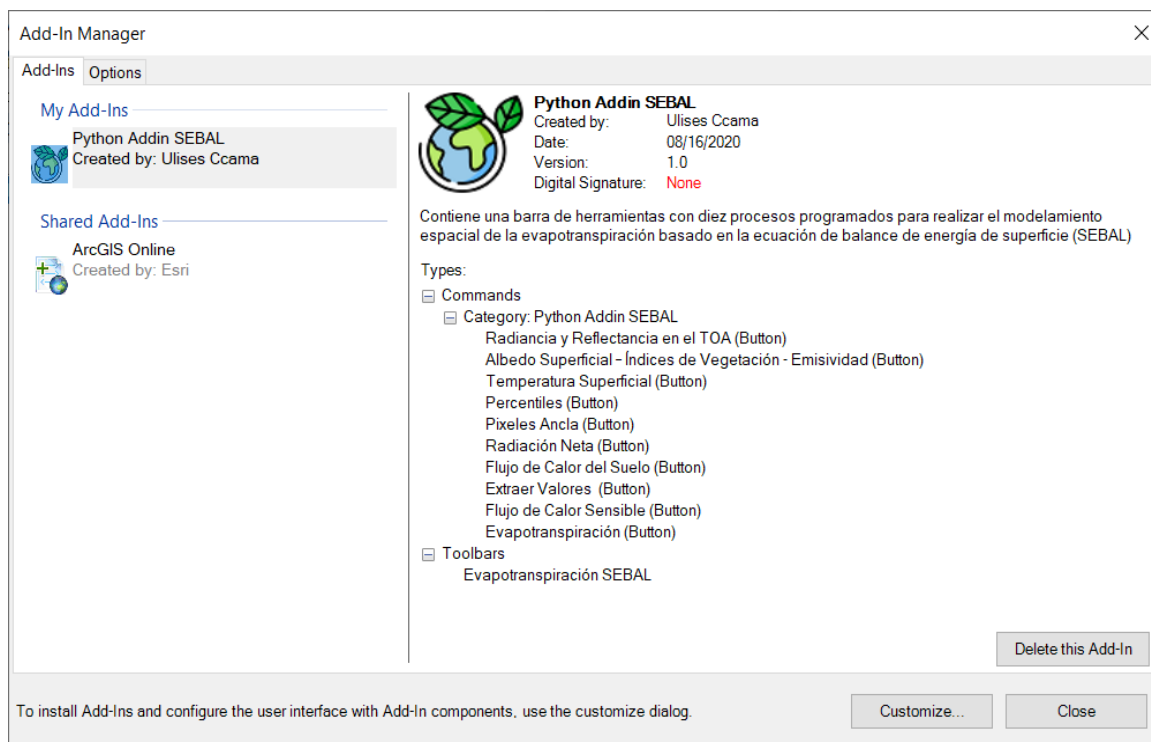 Add-In Manager
Add-Ins
Options
My Add-Ins
Python Addin SEBAL
Created by: Ulises Ccama
Shared Add-Ins
ArcGIS Online
Created by: Esri
Python Addin SEBAL
Created by: Ulises Ccama
Date: 08/16/2020
Version: 1.0
Digital Signature: None
Contiene una barra de herramientas con diez procesos programados para realizar el modelamiento
espacial de la evapotranspiración basado en la ecuación de balance de energía de superficie (SEBAL)
Types:
Commands
Category: Python Addin SEBAL
Radiancia y Reflectancia en el TOA (Button)
Albedo Superficial – Índices de Vegetación - Emisividad (Button)
Temperatura Superficial (Button)
Percentiles (Button)
Pixeles Ancla (Button)
Radiación Neta (Button)
Flujo de Calor del Suelo (Button)
Extraer Valores (Button)
Flujo de Calor Sensible (Button)
Evapotranspiración (Button)
Toolbars
Evapotranspiración SEBAL
Delete this Add-In
To install Add-Ins and configure the user interface with Add-In components, use the customize dialog.
Customize...
Close